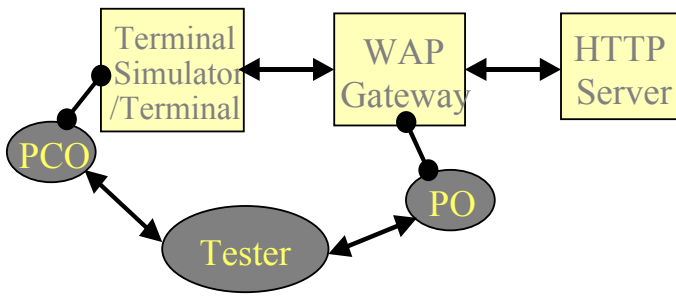 Terminal
Simulator
/Terminal
WAP
Gateway
HTTP
Server
PCO
PO
Tester